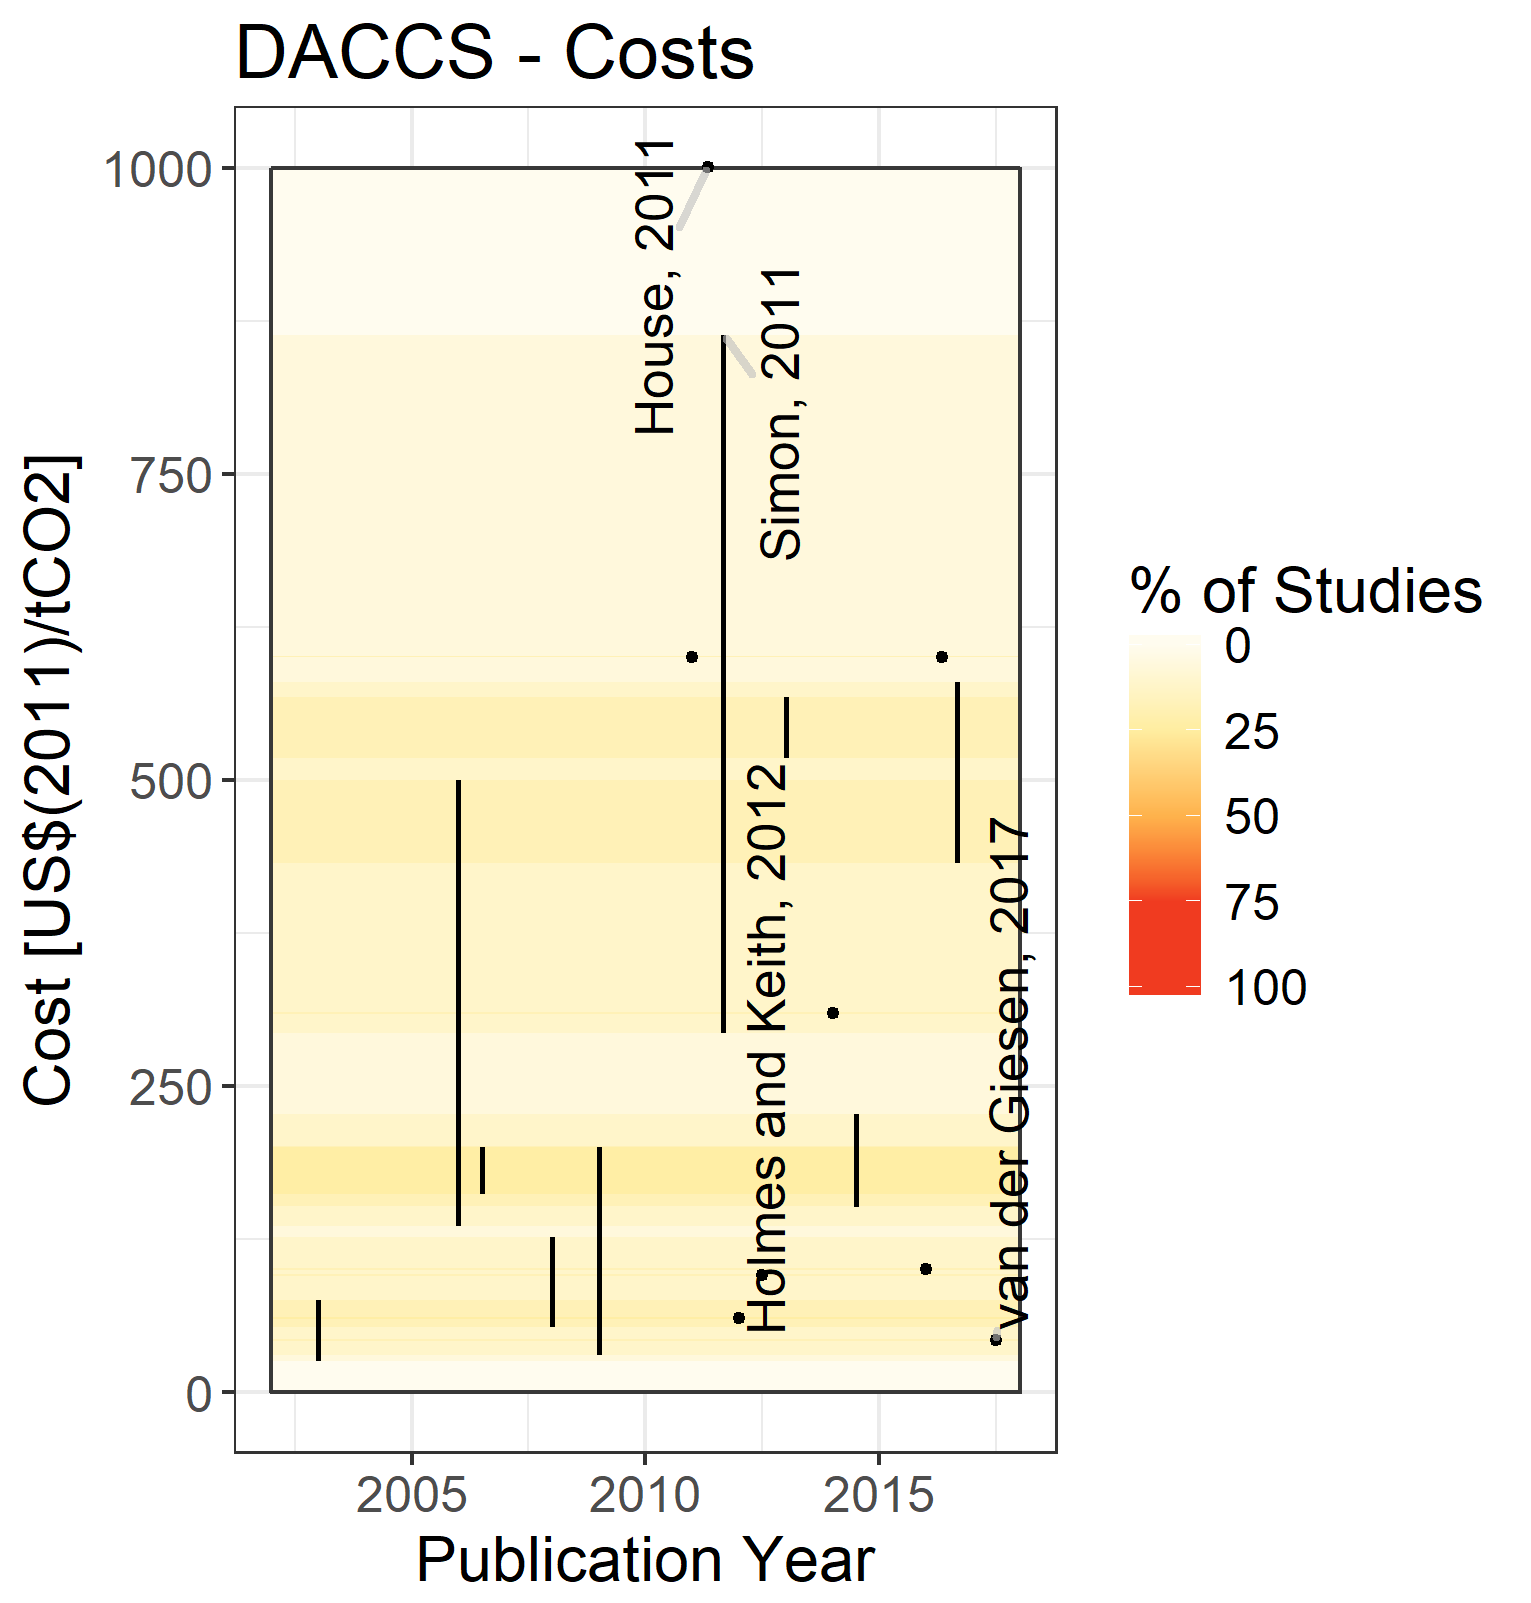 DACCS - Costs
Cost [US$(2011)/tCO2]
1000
750
500
250
0
House, 2011
Simon, 2011
Holmes and Keith, 2012
van der Giesen, 2017
2005
2010
2015
Publication Year
% of Studies
0
25
50
75
100